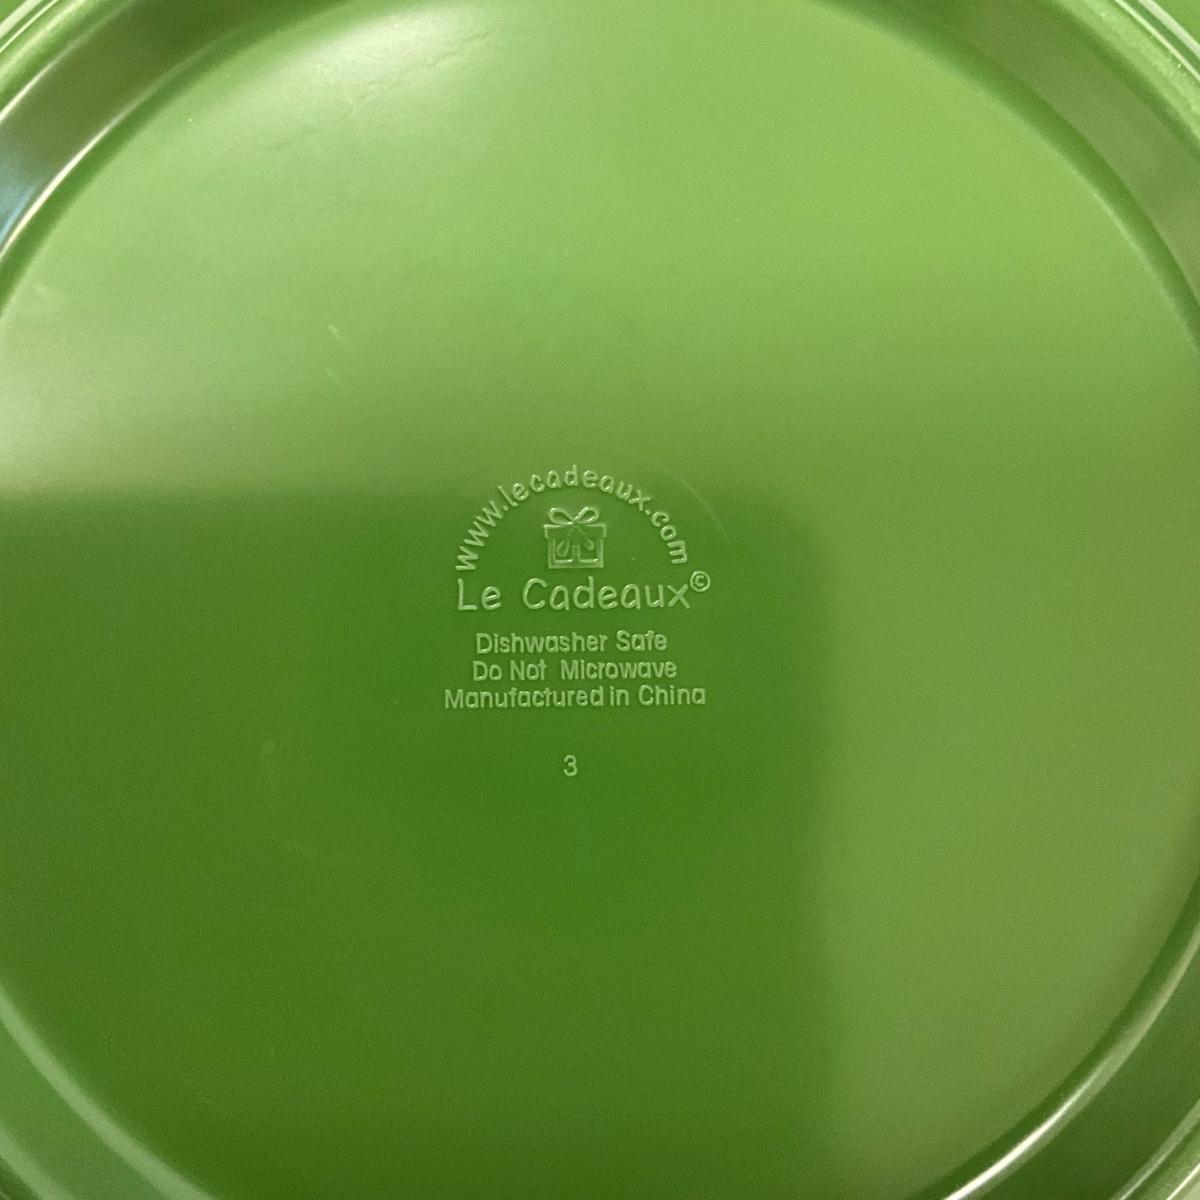 www.lecadeaux.com
Le Cadeaux©
Dishwasher Safe
Do Not Microwave
Manufactured in China
3